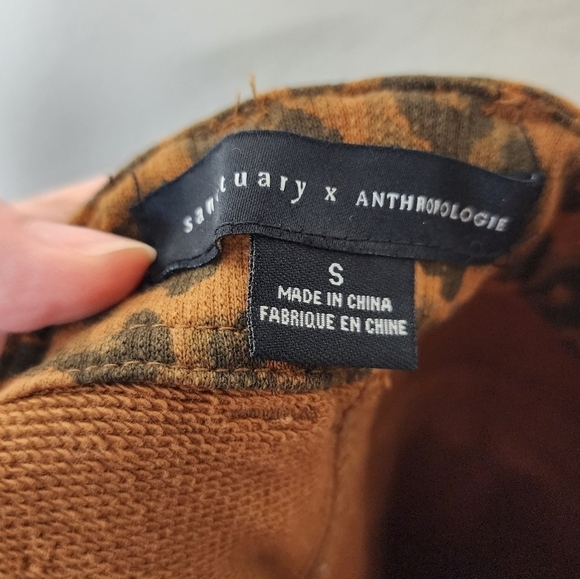 sanctuary x ANTHROPOLOGIE
S
MADE IN CHINA
FABRIQUE EN CHINE